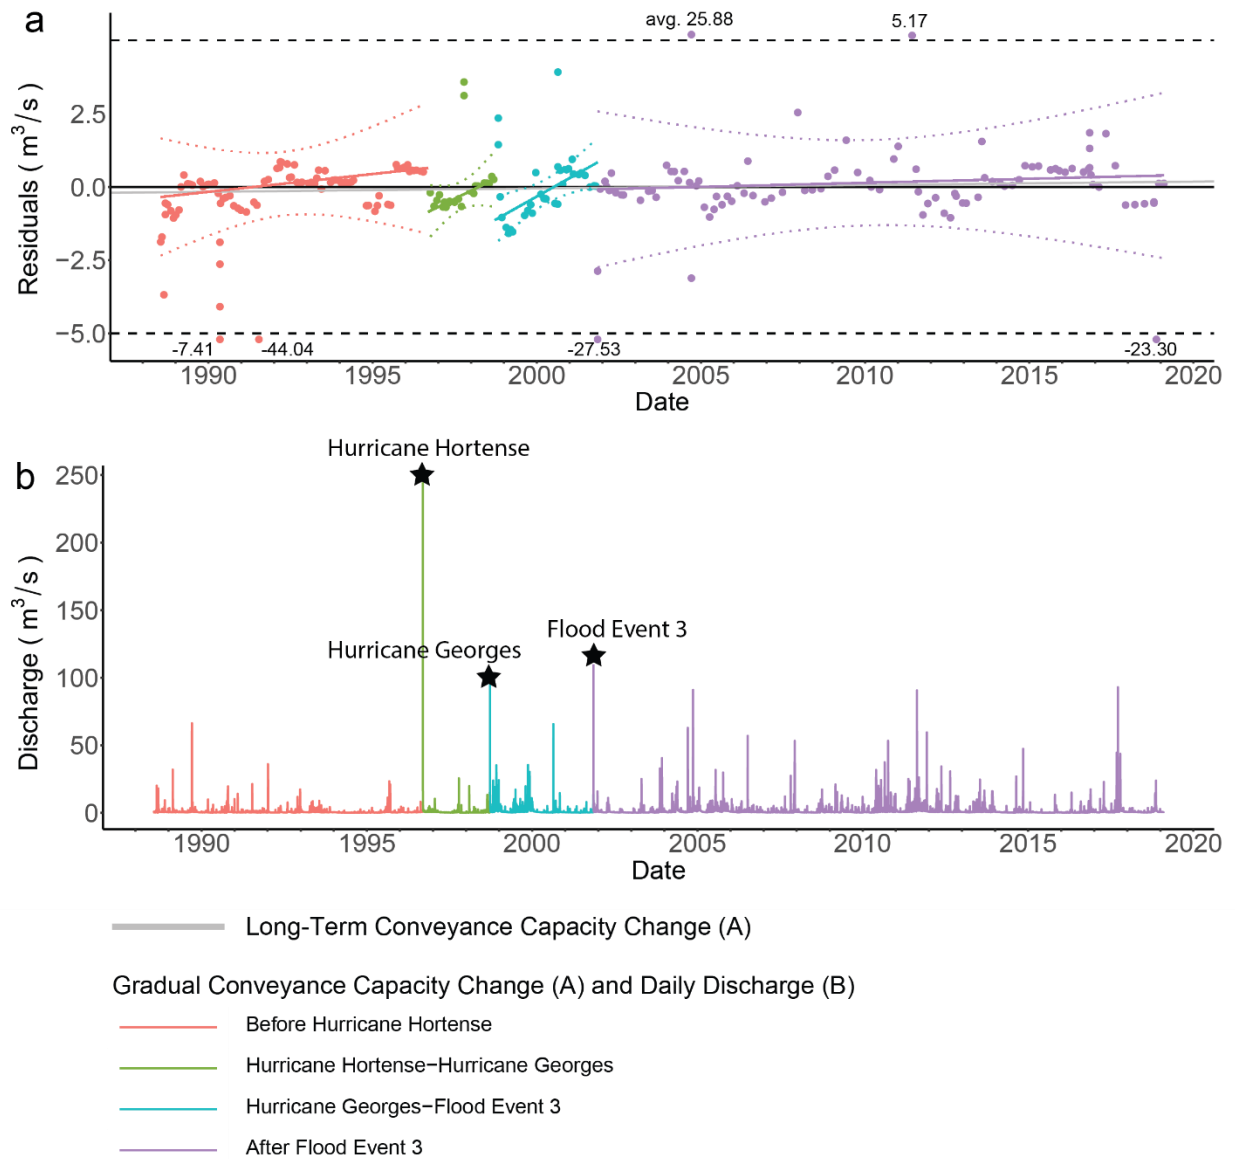 a
avg. 25.88
5.17
Residuals ( m³/s )
2.5
0.0
−2.5
−5.0
-7.41
-44.04
-27.53
-23.30
1990
1995
2000
2005
2010
2015
2020
Date
b
Hurricane Hortense
Hurricane Georges
Flood Event 3
Discharge ( m³/s )
250
200
150
100
50
0
1990
1995
2000
2005
2010
2015
2020
Date
Long-Term Conveyance Capacity Change (A)
Gradual Conveyance Capacity Change (A) and Daily Discharge (B)
Before Hurricane Hortense
Hurricane Hortense−Hurricane Georges
Hurricane Georges−Flood Event 3
After Flood Event 3